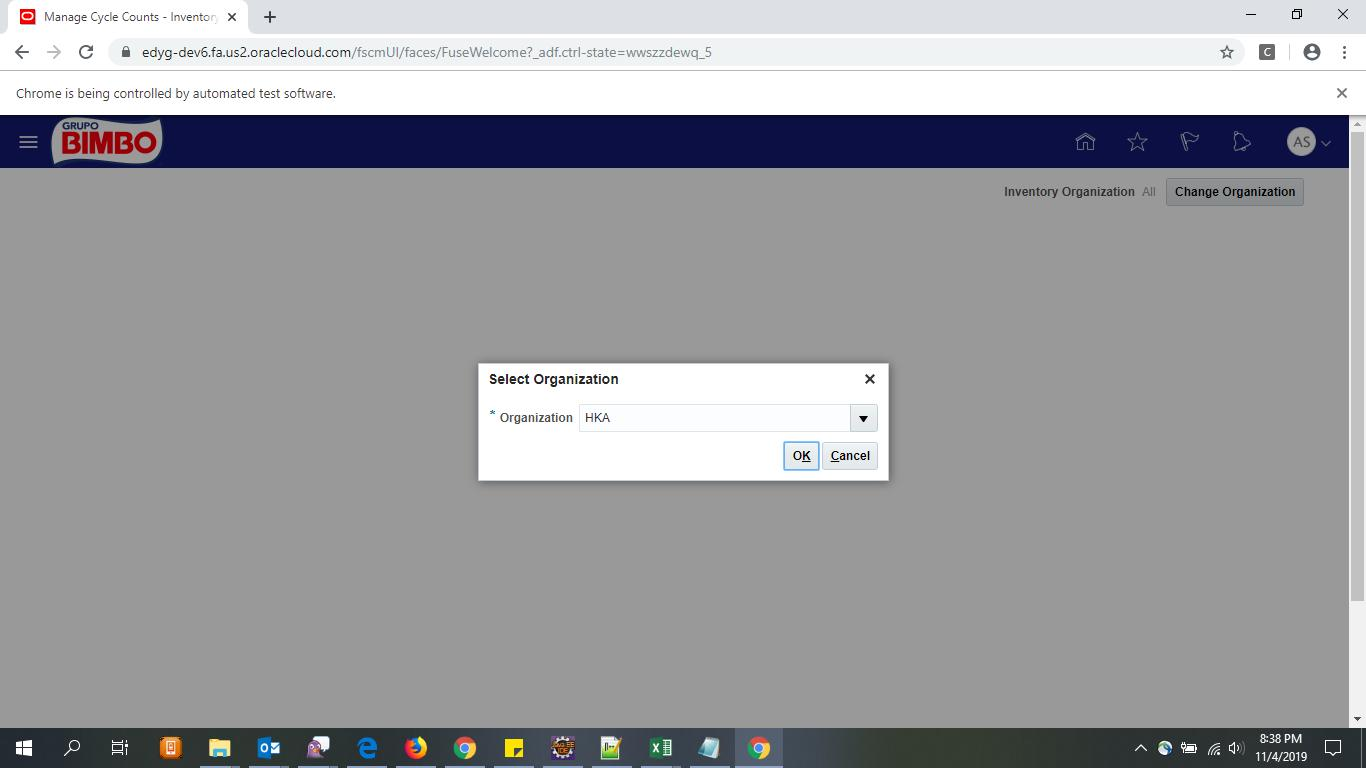 Manage Cycle Counts - Inventory
edyg-dev6.fa.us2.oraclecloud.com/fscmUI/faces/FuseWelcome?_adf.ctrl-state=wwszzdewq_5
C
Chrome is being controlled by automated test software.
GRUPO
BIMBO
AS
Inventory Organization All Change Organization
Select Organization
* Organization HKA
OK Cancel
8:38 PM
11/4/2019